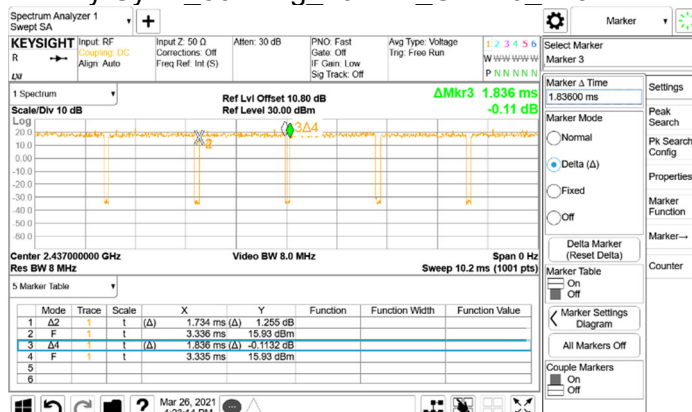 Spectrum Analyzer 1
Swept SA
+
Marker
KEYSIGHT
R
LXI
Input: RF
Coupling: DC
Align: Auto
Input Z: 50 Ω
Corrections: Off
Freq Ref: Int (S)
Atten: 30 dB
PNO: Fast
Gate: Off
IF Gain: Low
Sig Track: Off
Avg Type: Voltage
Trig: Free Run
1 2 3 4 5 6
W W W W W W
P N N N N N
Select Marker
Marker 3
1 Spectrum
Scale/Div 10 dB
Ref Lvl Offset 10.80 dB
Ref Level 30.00 dBm
ΔMkr3 1.836 ms
-0.11 dB
Log
20.0
10.0
0.00
-10.0
-20.0
-30.0
-40.0
-50.0
-60.0
3Δ4
Center 2.437000000 GHz
Res BW 8 MHz
Video BW 8.0 MHz
Span 0 Hz
Sweep 10.2 ms (1001 pts)
5 Marker Table
Mode Trace Scale X Y Function Function Width Function Value
1 Δ2 1 t (Δ) 1.734 ms (Δ) 1.255 dB
2 F 1 t 3.336 ms 15.93 dBm
3 Δ4 1 t (Δ) 1.836 ms (Δ) -0.1132 dB
4 F 1 t 3.335 ms 15.93 dBm
5
6
Marker Δ Time
1.83600 ms
Marker Mode
Normal
Delta (Δ)
Fixed
Off
Delta Marker
(Reset Delta)
Marker Table
On
Off
Marker Settings
Diagram
All Markers Off
Couple Markers
On
Off
Settings
Peak
Search
Pk Search
Config
Properties
Marker
Function
Marker→
Counter
?
Mar 26, 2021